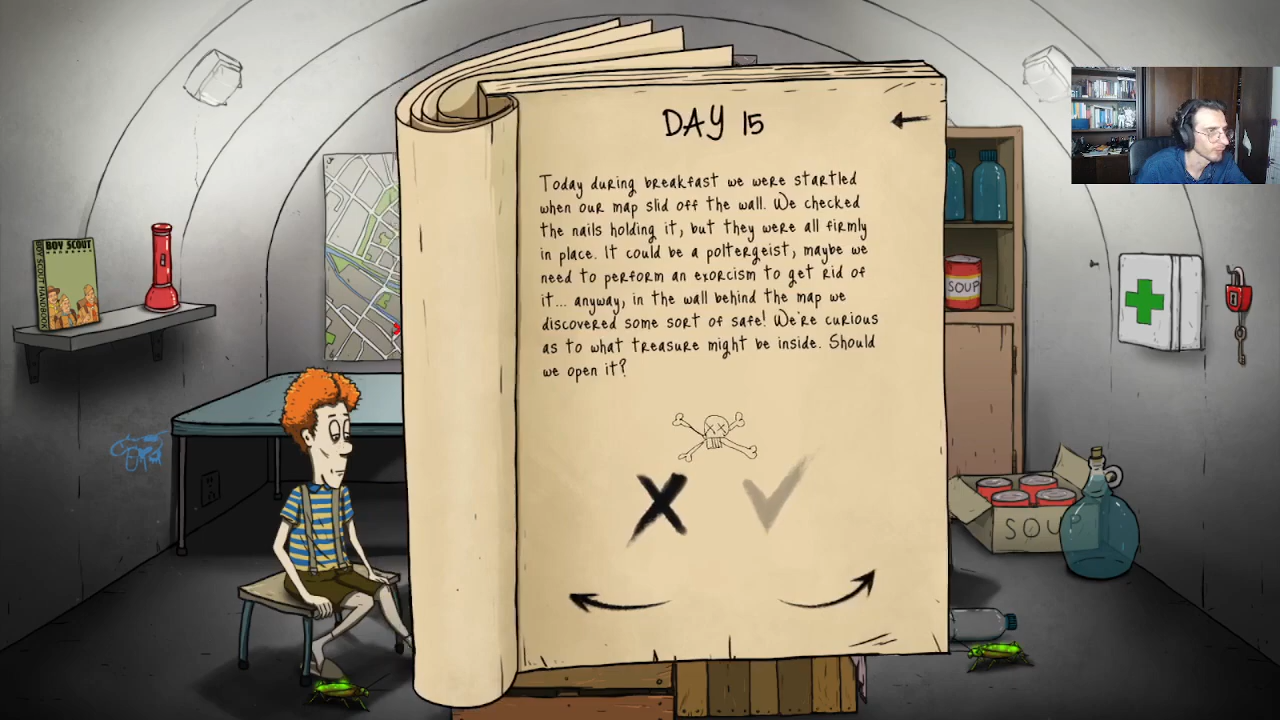 DAY 15
Today during breakfast we were startled
when our map slid off the wall. We checked
the nails holding it, but they were all firmly
in place. It could be a poltergeist, maybe we
need to perform an exorcism to get rid of
it... anyway, in the wall behind the map we
discovered some sort of safe! We're curious
as to what treasure might be inside. Should
we open it?
BOY SCOUT
BOY SCOUT HANDBOOK
SOUP
SOUP